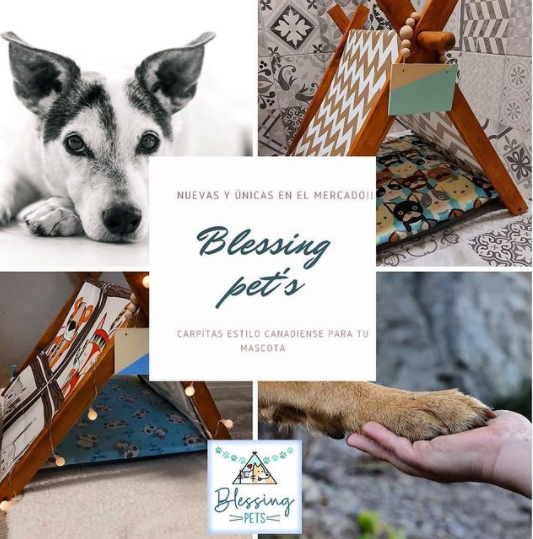 NUEVAS Y ÚNICAS EN EL MERCADO!!
Blessing
pet's
CARPITAS ESTILO CANADIENSE PARA TU
MASCOTA
Blessing
PETS